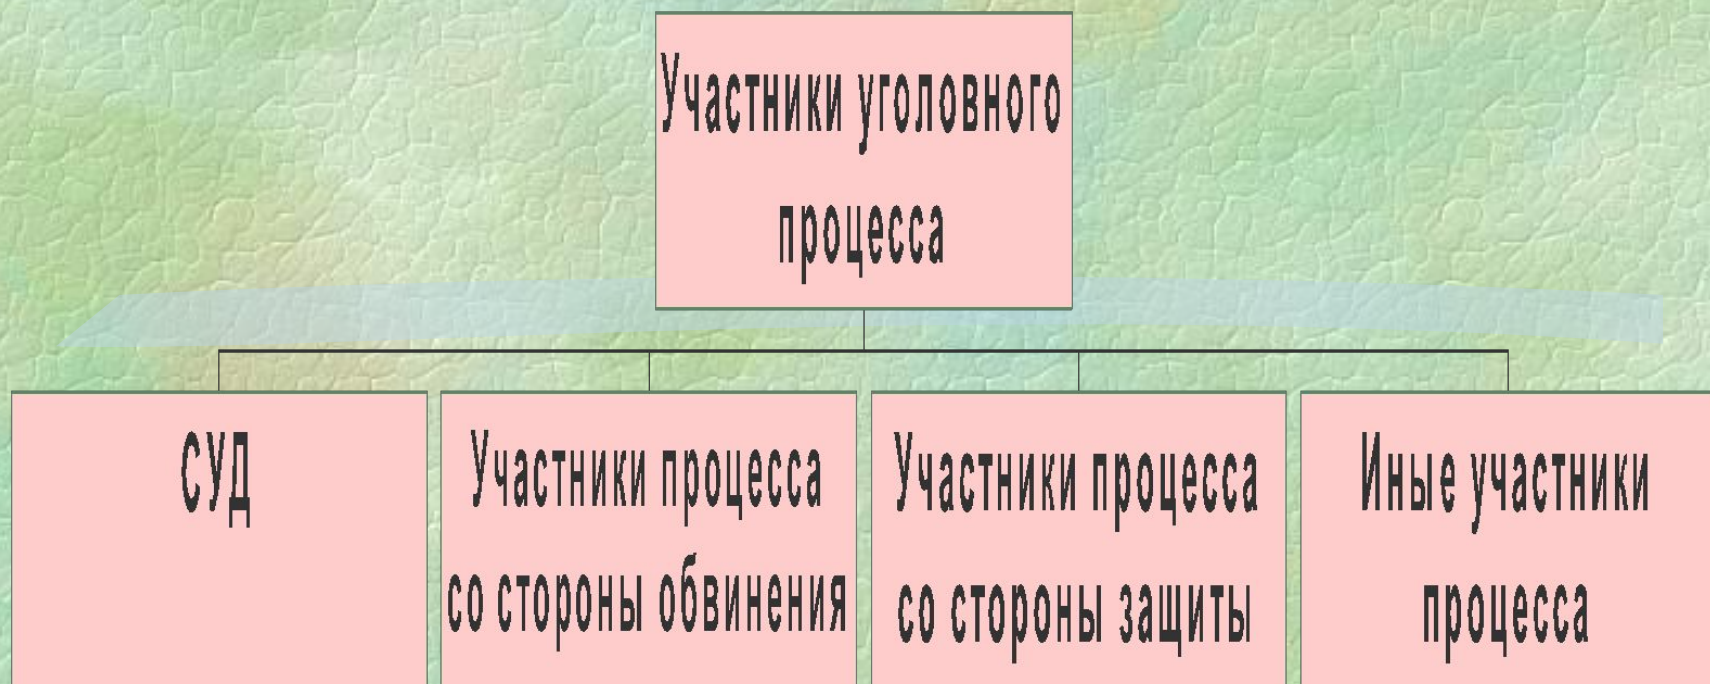 Участники уголовного
процесса
СУД
Участники процесса
со стороны обвинения
Участники процесса
со стороны защиты
Иные участники
процесса